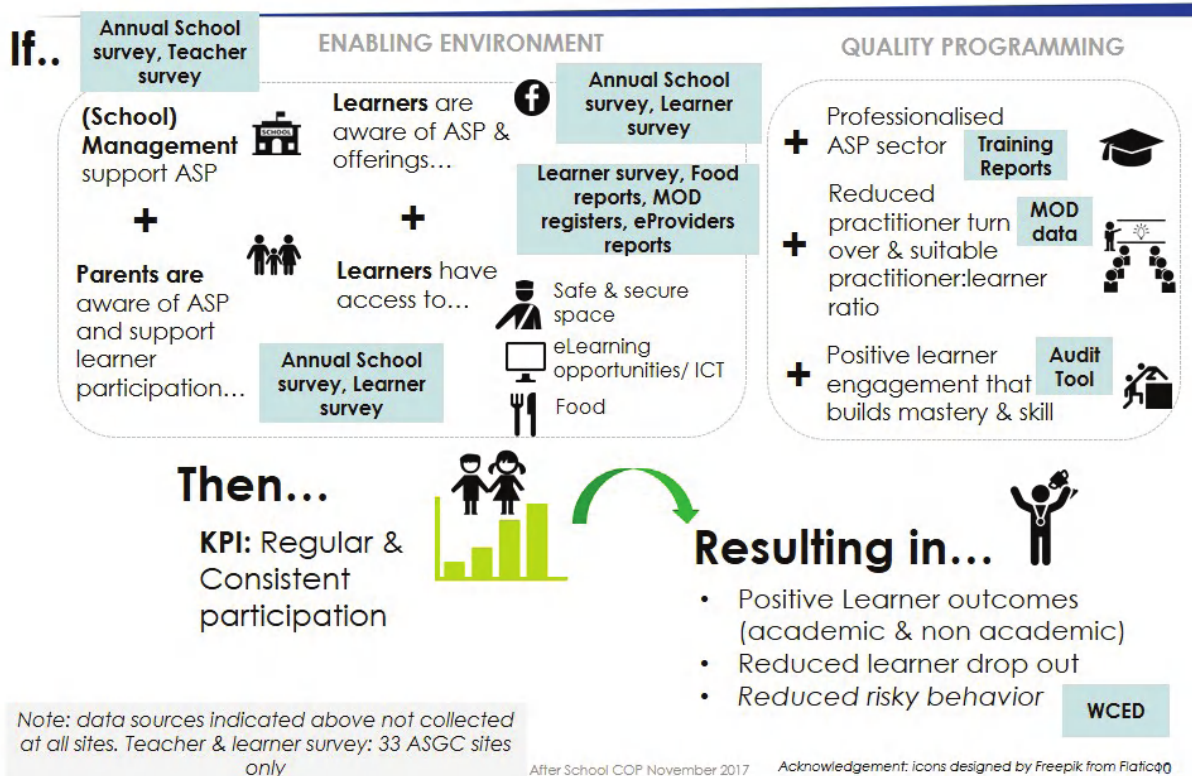 If..
Annual School
survey, Teacher
survey
ENABLING ENVIRONMENT
QUALITY PROGRAMMING
(School)
Management
support ASP
SCHOOL
+
Parents are
aware of ASP
and support
learner
participation…
Learners are
aware of ASP &
offerings…
f
Annual School
survey, Learner
survey
+
Learners have
access to…
Learner survey, Food
reports, MOD
registers, eProviders
reports
Safe & secure
space
eLearning
opportunities/ ICT
Food
Annual School
survey, Learner
survey
+
Professionalised
ASP sector
Training
Reports
+
Reduced
practitioner turn
over & suitable
practitioner:learner
ratio
MOD
data
+
Positive learner
engagement that
builds mastery & skill
Audit
Tool
Then…
KPI: Regular &
Consistent
participation
Resulting in…
• Positive Learner outcomes
(academic & non academic)
• Reduced learner drop out
• Reduced risky behavior
WCED
Note: data sources indicated above not collected
at all sites. Teacher & learner survey: 33 ASGC sites
only
After School COP November 2017
Acknowledgement: icons designed by Freepik from